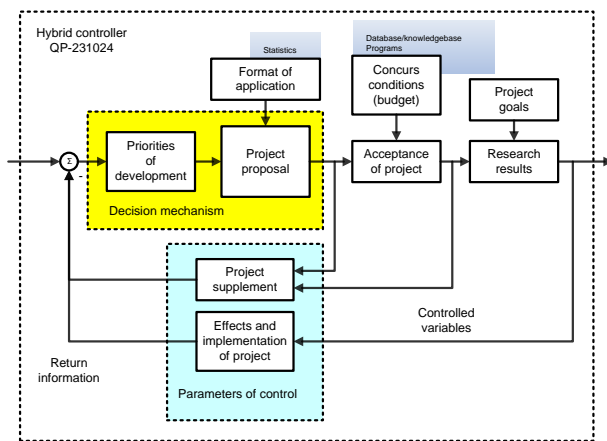 Hybrid controller
QP-231024
Statistics
Database/knowledgebase
Programs
Format of
application
Concurs
conditions
(budget)
Project
goals
Σ
-
Priorities
of
development
Project
proposal
Acceptance
of project
Research
results
Decision mechanism
Project
supplement
Effects and
implementation
of project
Controlled
variables
Return
information
Parameters of control